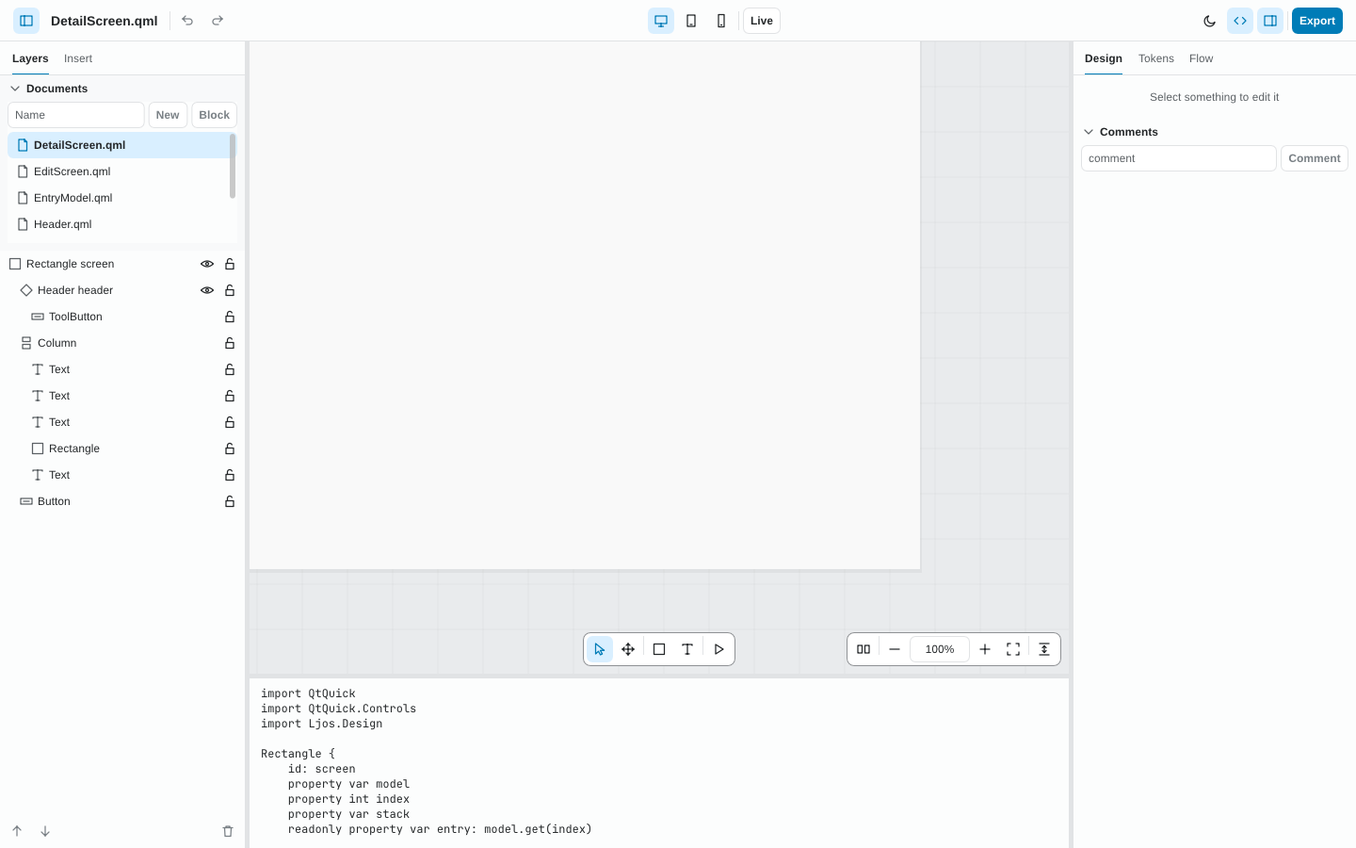 DetailScreen.qml
Live
Export
Layers
Insert
Documents
Name
New
Block
DetailScreen.qml
EditScreen.qml
EntryModel.qml
Header.qml
Rectangle screen
Header header
ToolButton
Column
Text
Text
Text
Rectangle
Text
Button
100%
import QtQuick
import QtQuick.Controls
import Ljos.Design
Rectangle {
id: screen
property var model
property int index
property var stack
readonly property var entry: model.get(index)
Design
Tokens
Flow
Select something to edit it
Comments
comment
Comment